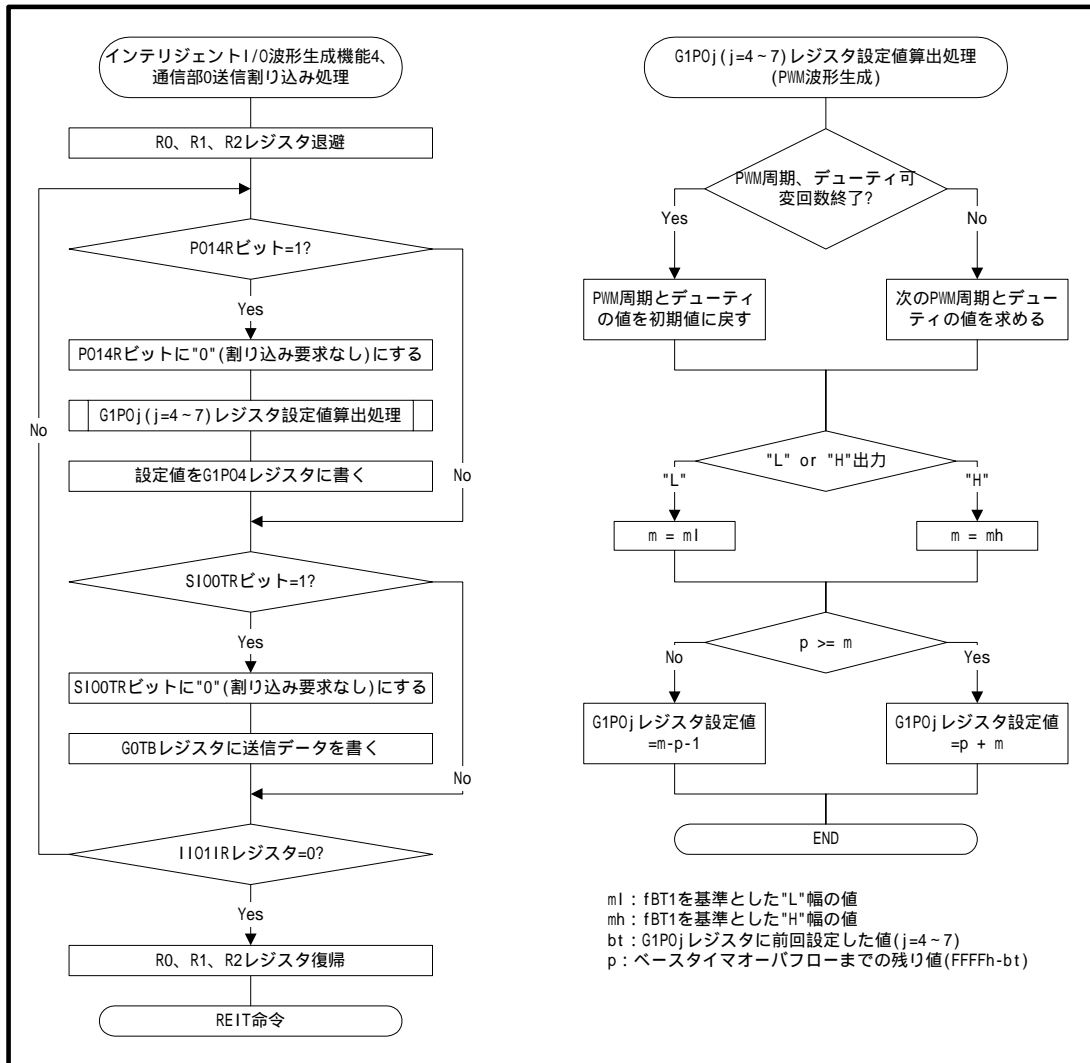 インテリジェントI/O波形生成機能4、
通信部0送信割り込み処理
R0、R1、R2レジスタ退避
PO14Rビット=1?
Yes
No
PO14Rビットに"0"(割り込み要求なし)にする
G1POj(j=4~7)レジスタ設定値算出処理
設定値をG1PO4レジスタに書く
No
SIO0TRビット=1?
Yes
SIO0TRビットに"0"(割り込み要求なし)にする
G0TBレジスタに送信データを書く
No
IIO1IRレジスタ=0?
Yes
R0、R1、R2レジスタ復帰
REIT命令
G1POj(j=4~7)レジスタ設定値算出処理
(PWM波形生成)
PWM周期、デューティ可
変回数終了?
Yes
No
PWM周期とデューティ
の値を初期値に戻す
次のPWM周期とデュー
ティの値を求める
"L" or "H"出力
"L"
"H"
m = ml
m = mh
p >= m
No
Yes
G1POjレジスタ設定値
=m-p-1
G1POjレジスタ設定値
=p + m
END
ml : fBT1を基準とした"L"幅の値
mh : fBT1を基準とした"H"幅の値
bt : G1POjレジスタに前回設定した値(j=4~7)
p : ベースタイマオーバフローまでの残り値(FFFFh-bt)